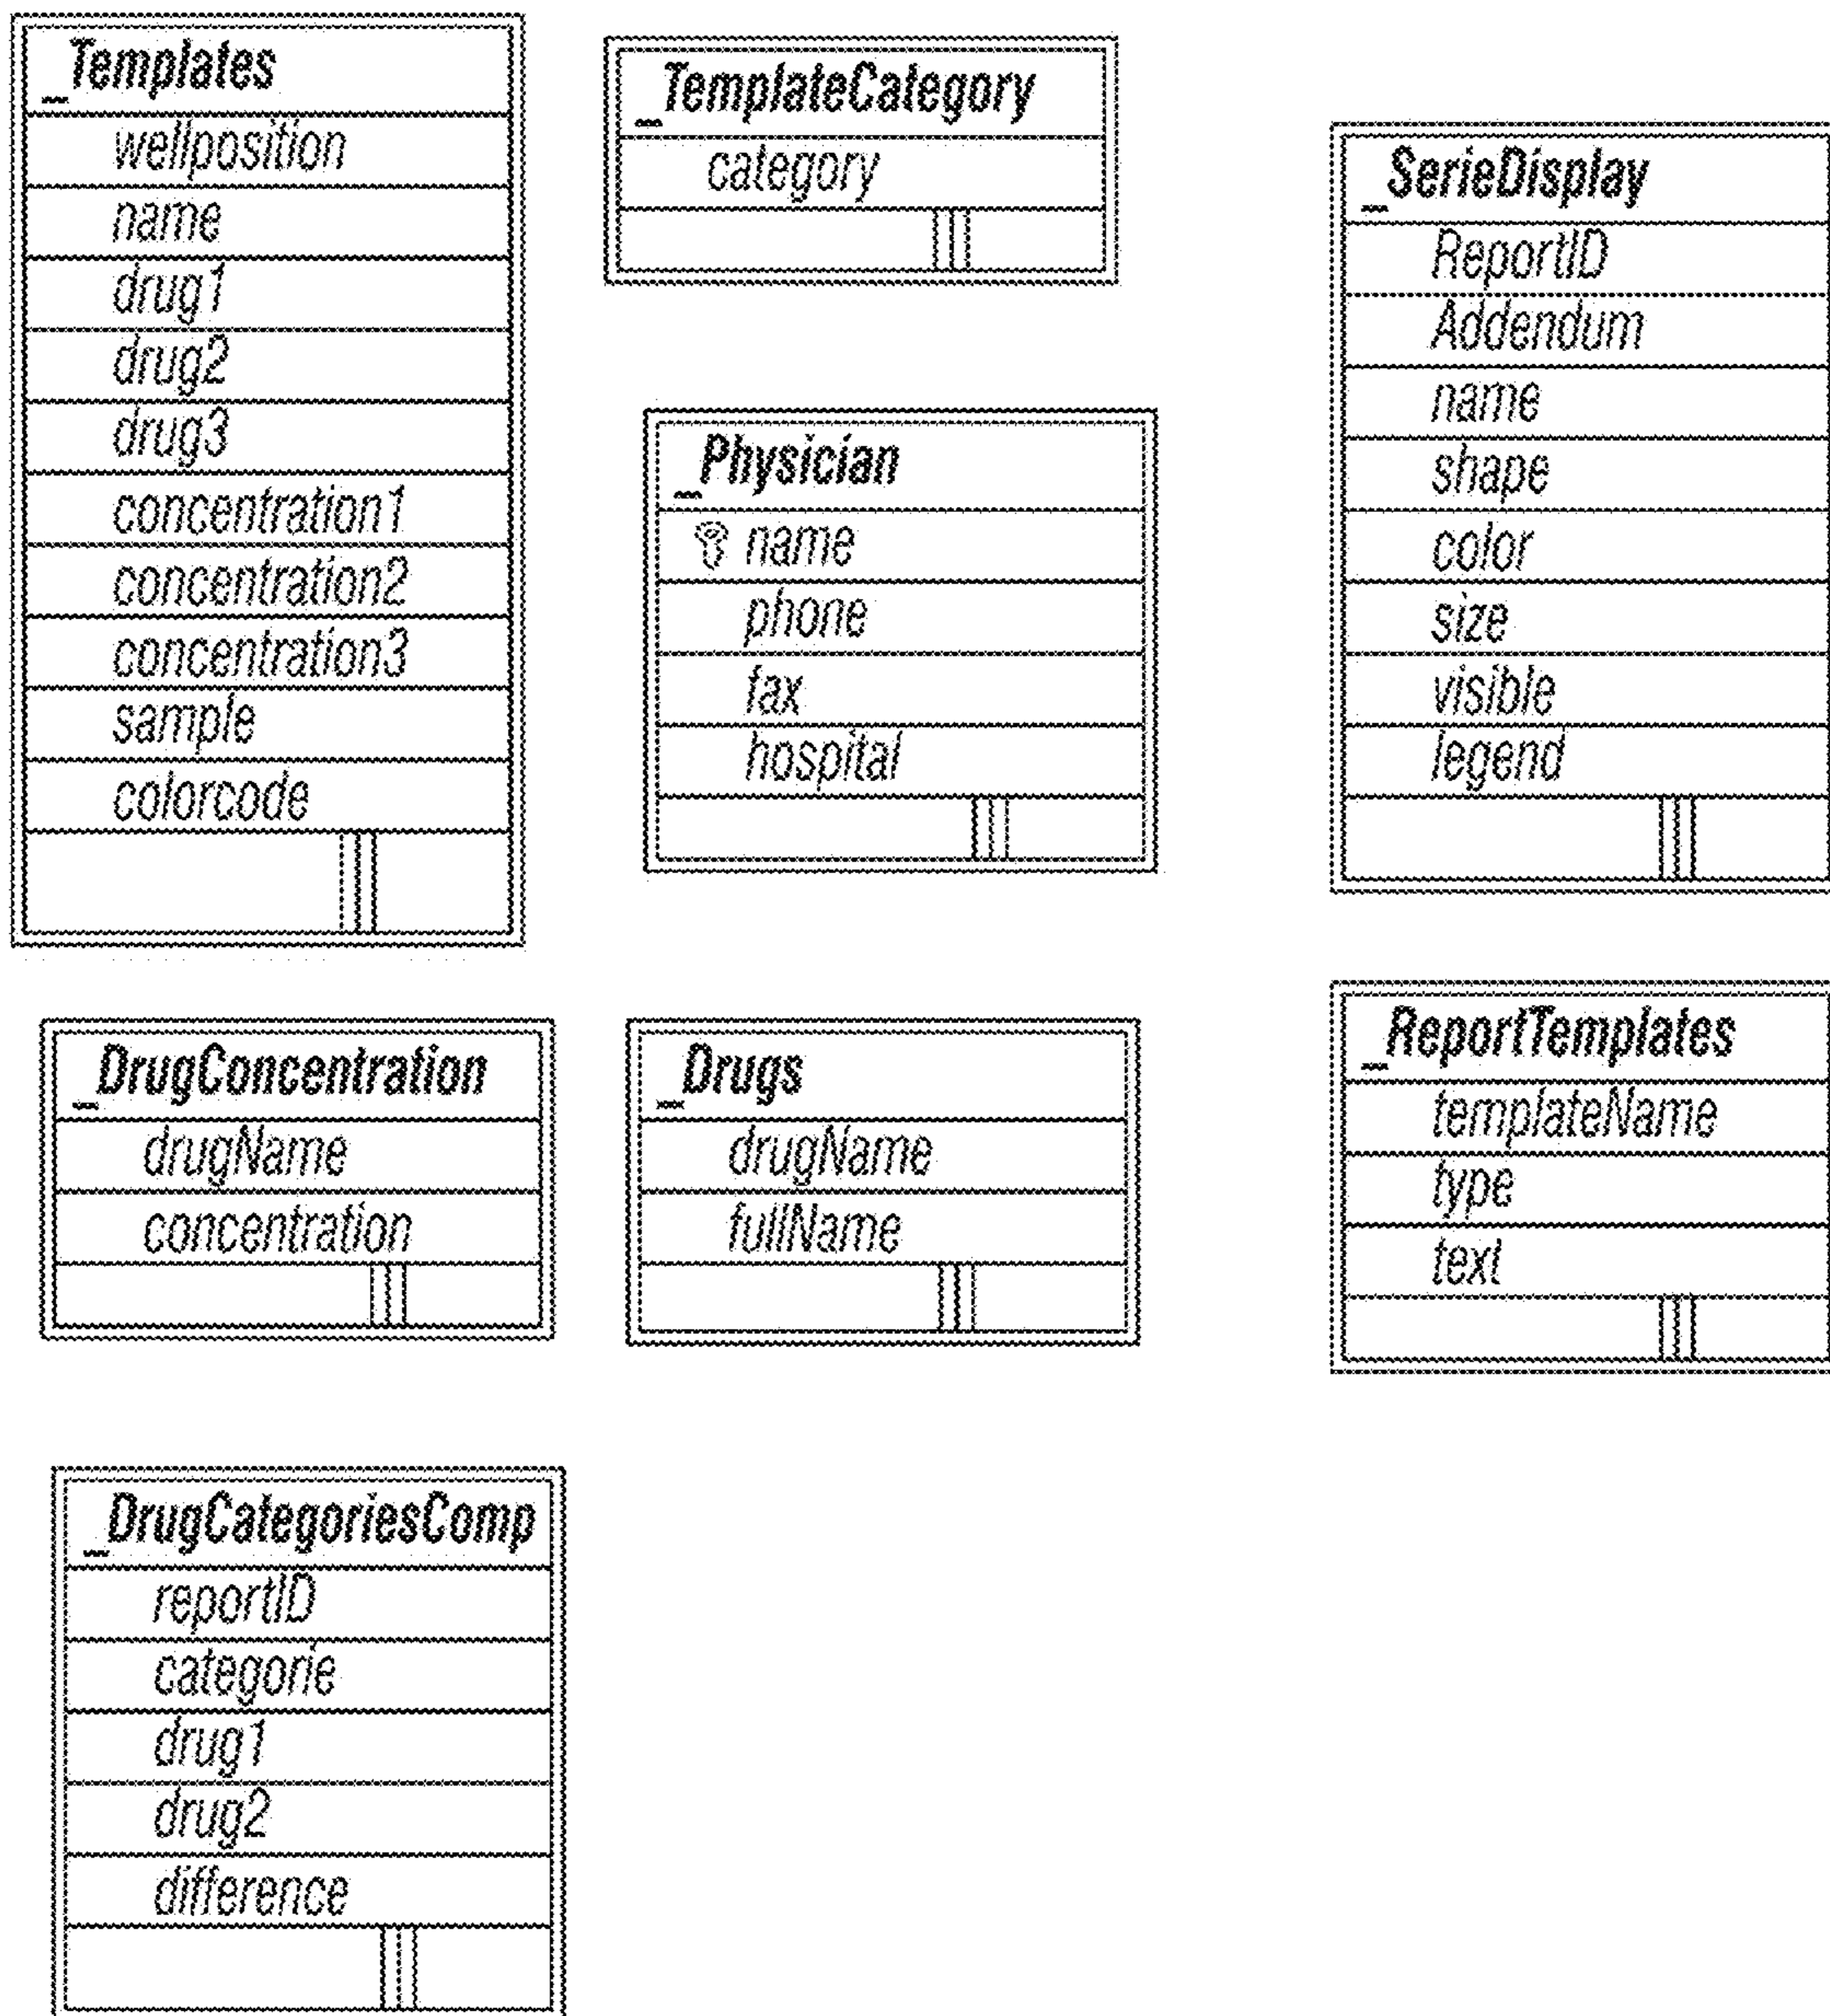 _Templates
wellposition
name
drug1
drug2
drug3
concentration1
concentration2
concentration3
sample
colorcode
_TemplateCategory
category
_Physician
name
phone
fax
hospital
_SerieDisplay
ReportID
Addendum
name
shape
color
size
visible
legend
_DrugConcentration
drugName
concentration
_Drugs
drugName
fullName
_ReportTemplates
templateName
type
text
_DrugCategoriesComp
reportID
categorie
drug1
drug2
difference